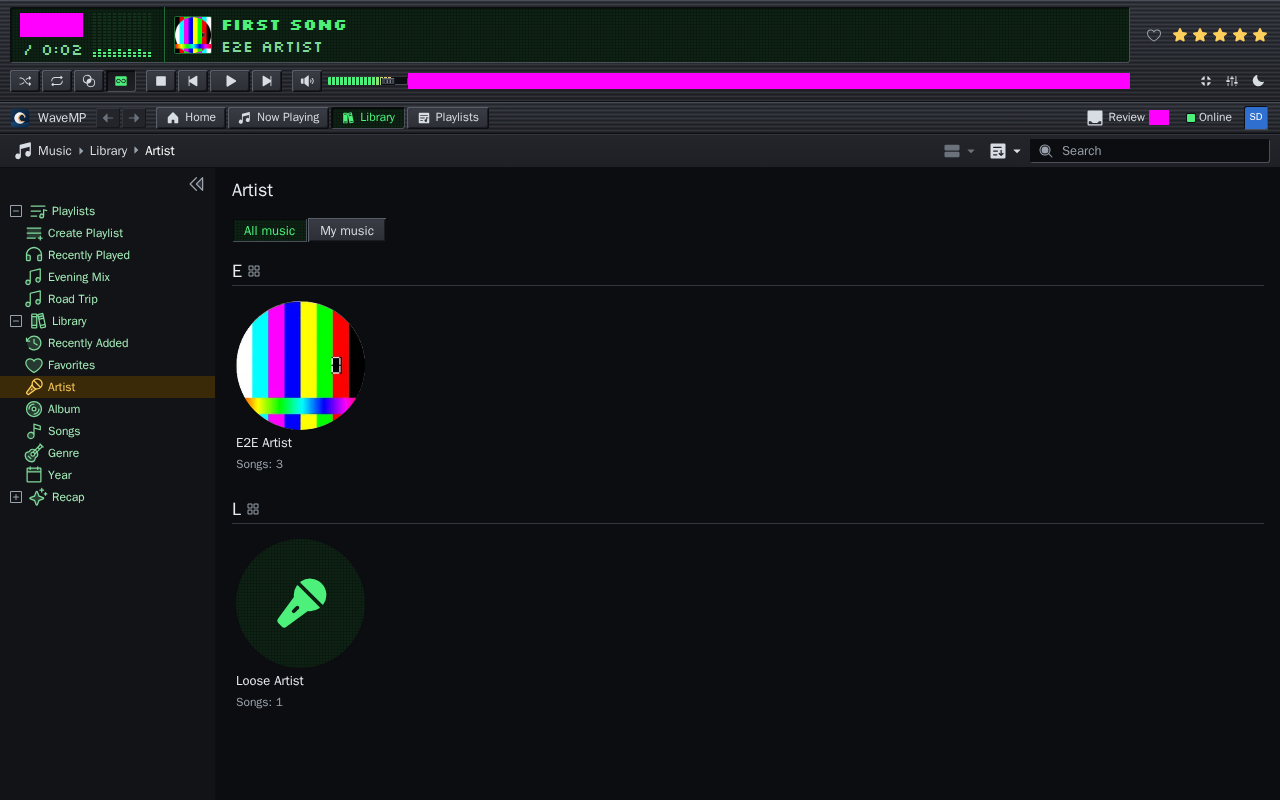 FIRST SONG
/ 0:02
E2E ARTIST
WaveMP
Home
Now Playing
Library
Playlists
Review
Online
SD
Music
Library
Artist
Search
Playlists
Create Playlist
Recently Played
Evening Mix
Road Trip
Library
Recently Added
Favorites
Artist
Album
Songs
Genre
Year
Recap
Artist
All music
My music
E
E2E Artist
Songs: 3
L
Loose Artist
Songs: 1